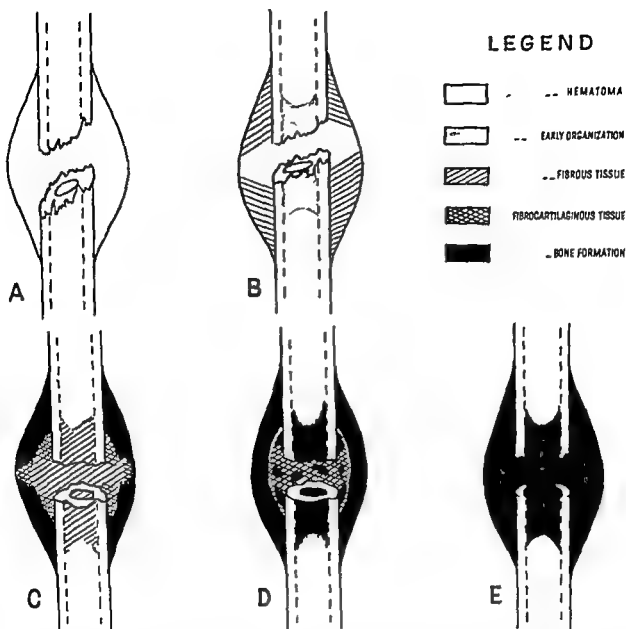 LEGEND
HEMATOMA
EARLY ORGANIZATION
FIBROUS TISSUE
FIBROCARTILAGINOUS TISSUE
BONE FORMATION
A
B
C
D
E